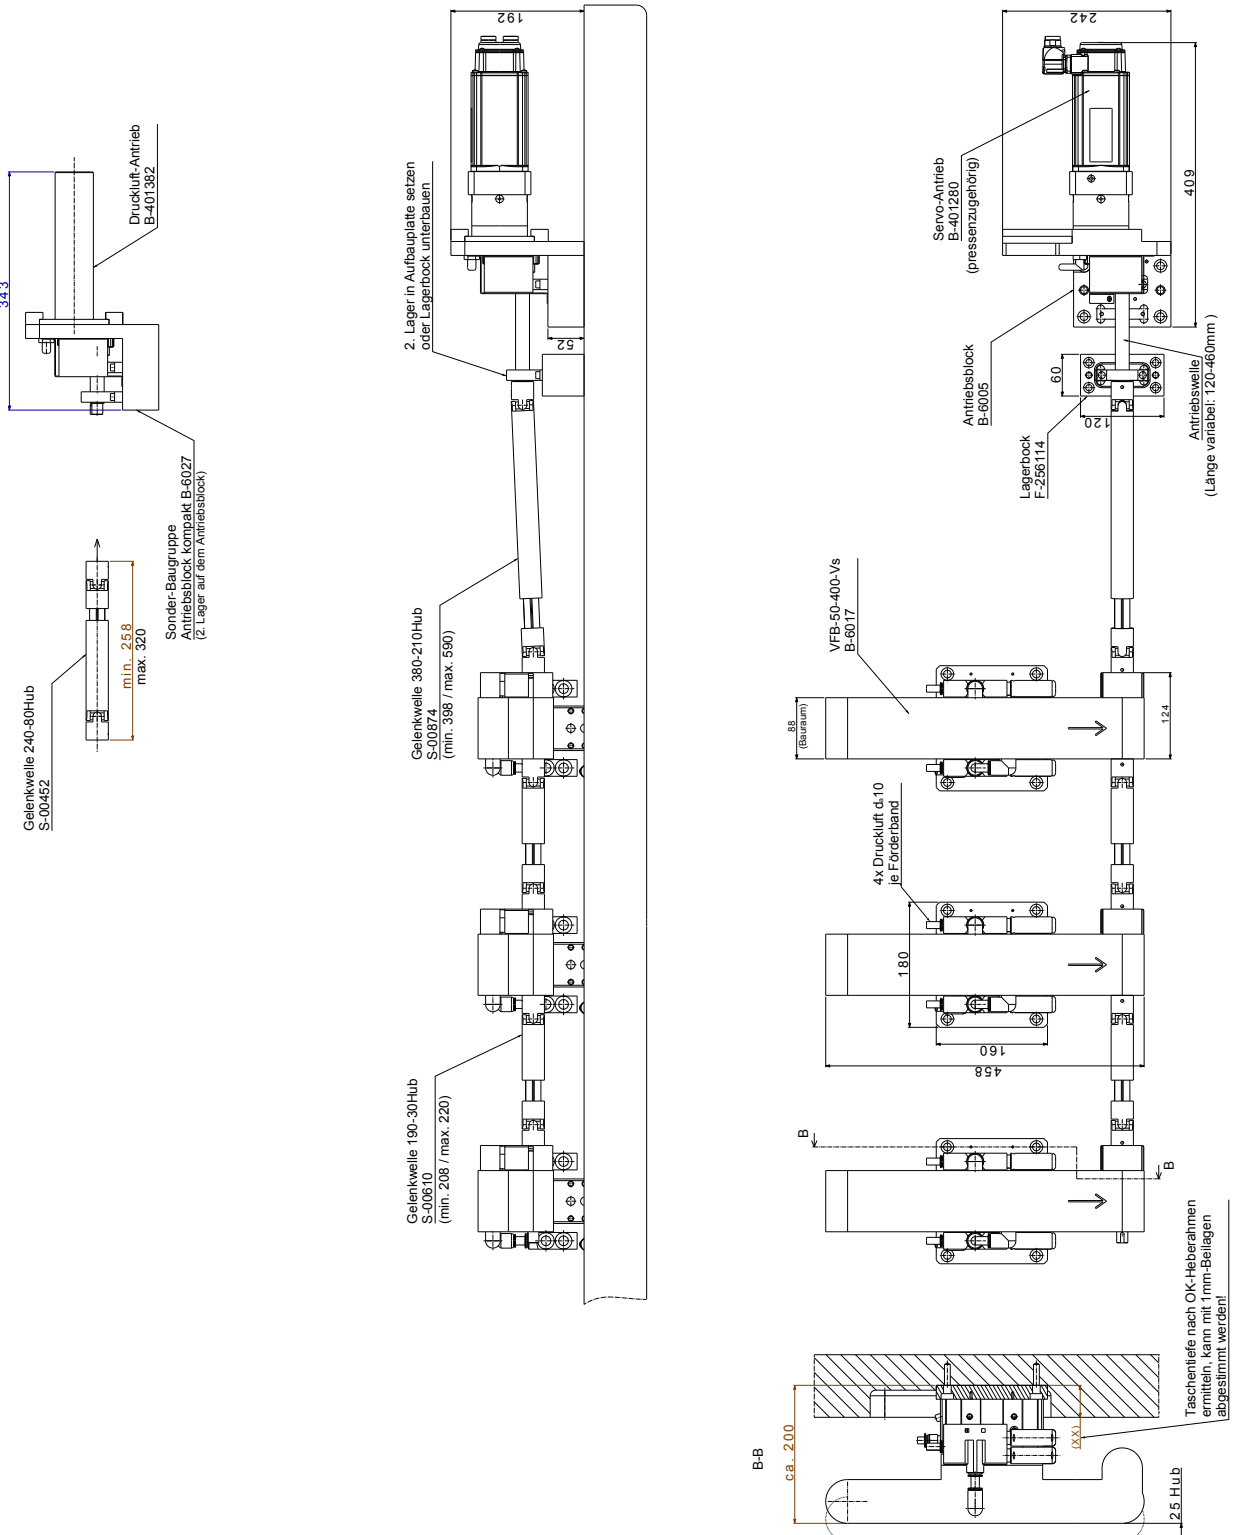 343
Druckluft-Antrieb
B-401382
Sonder-Baugruppe
Antriebsblock kompakt B-6027
(2. Lager auf dem Antriebsblock)
Gelenkwelle 240-80Hub
S-00452
min. 258
max. 320
192
2. Lager in Aufbauplatte setzen
oder Lagerbock unterbauen
52
Gelenkwelle 380-210Hub
S-00874
(min. 398 / max. 590)
Gelenkwelle 190-30Hub
S-00610
(min. 208 / max. 220)
242
Servo-Antrieb
B-401280
(pressenzugehörig)
409
Antriebsblock
B-6005
60
120
Lagerbock
F-256114
Antriebswelle
(Länge variabel: 120-460mm )
VFB-50-400-Vs
B-6017
88
(Bauraum)
124
4x Druckluft da10
je Förderband
180
160
458
B
B
B-B
ca. 200
(XX)
25 Hub
Taschentiefe nach OK-Heberahmen
ermitteln, kann mit 1mm-Beilagen
abgestimmt werden!